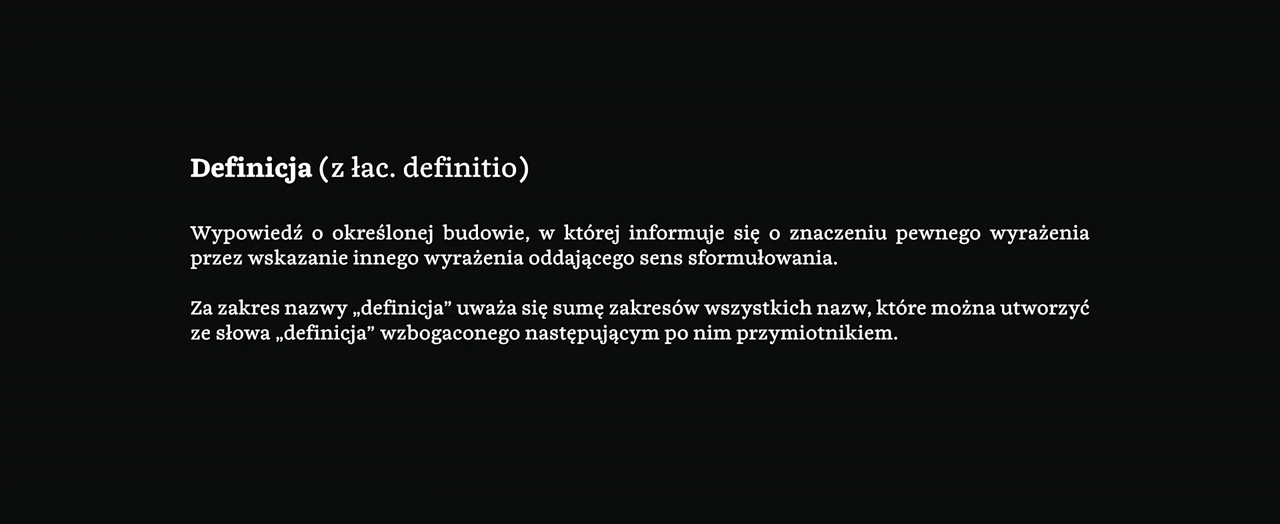 Definicja (z łac. definitio)
Wypowiedź o określonej budowie, w której informuje się o znaczeniu pewnego wyrażenia
przez wskazanie innego wyrażenia oddającego sens sformułowania.
Za zakres nazwy „definicja” uważa się sumę zakresów wszystkich nazw, które można utworzyć
ze słowa „definicja” wzbogaconego następującym po nim przymiotnikiem.